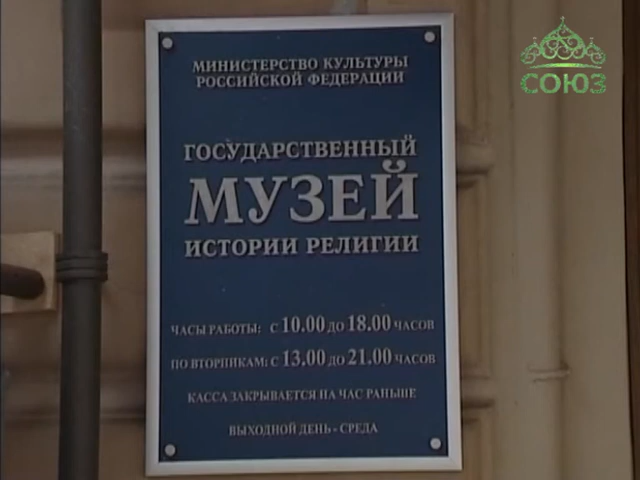 СОЮЗ
МИНИСТЕРСТВО КУЛЬТУРЫ
РОССИЙСКОЙ ФЕДЕРАЦИИ
ГОСУДАРСТВЕННЫЙ
МУЗЕЙ
ИСТОРИИ РЕЛИГИИ
ЧАСЫ РАБОТЫ: С 10.00 ДО 18.00 ЧАСОВ
ПО ВТОРНИКАМ: С 13.00 ДО 21.00 ЧАСОВ
КАССА ЗАКРЫВАЕТСЯ НА ЧАС РАНЬШЕ
ВЫХОДНОЙ ДЕНЬ - СРЕДА